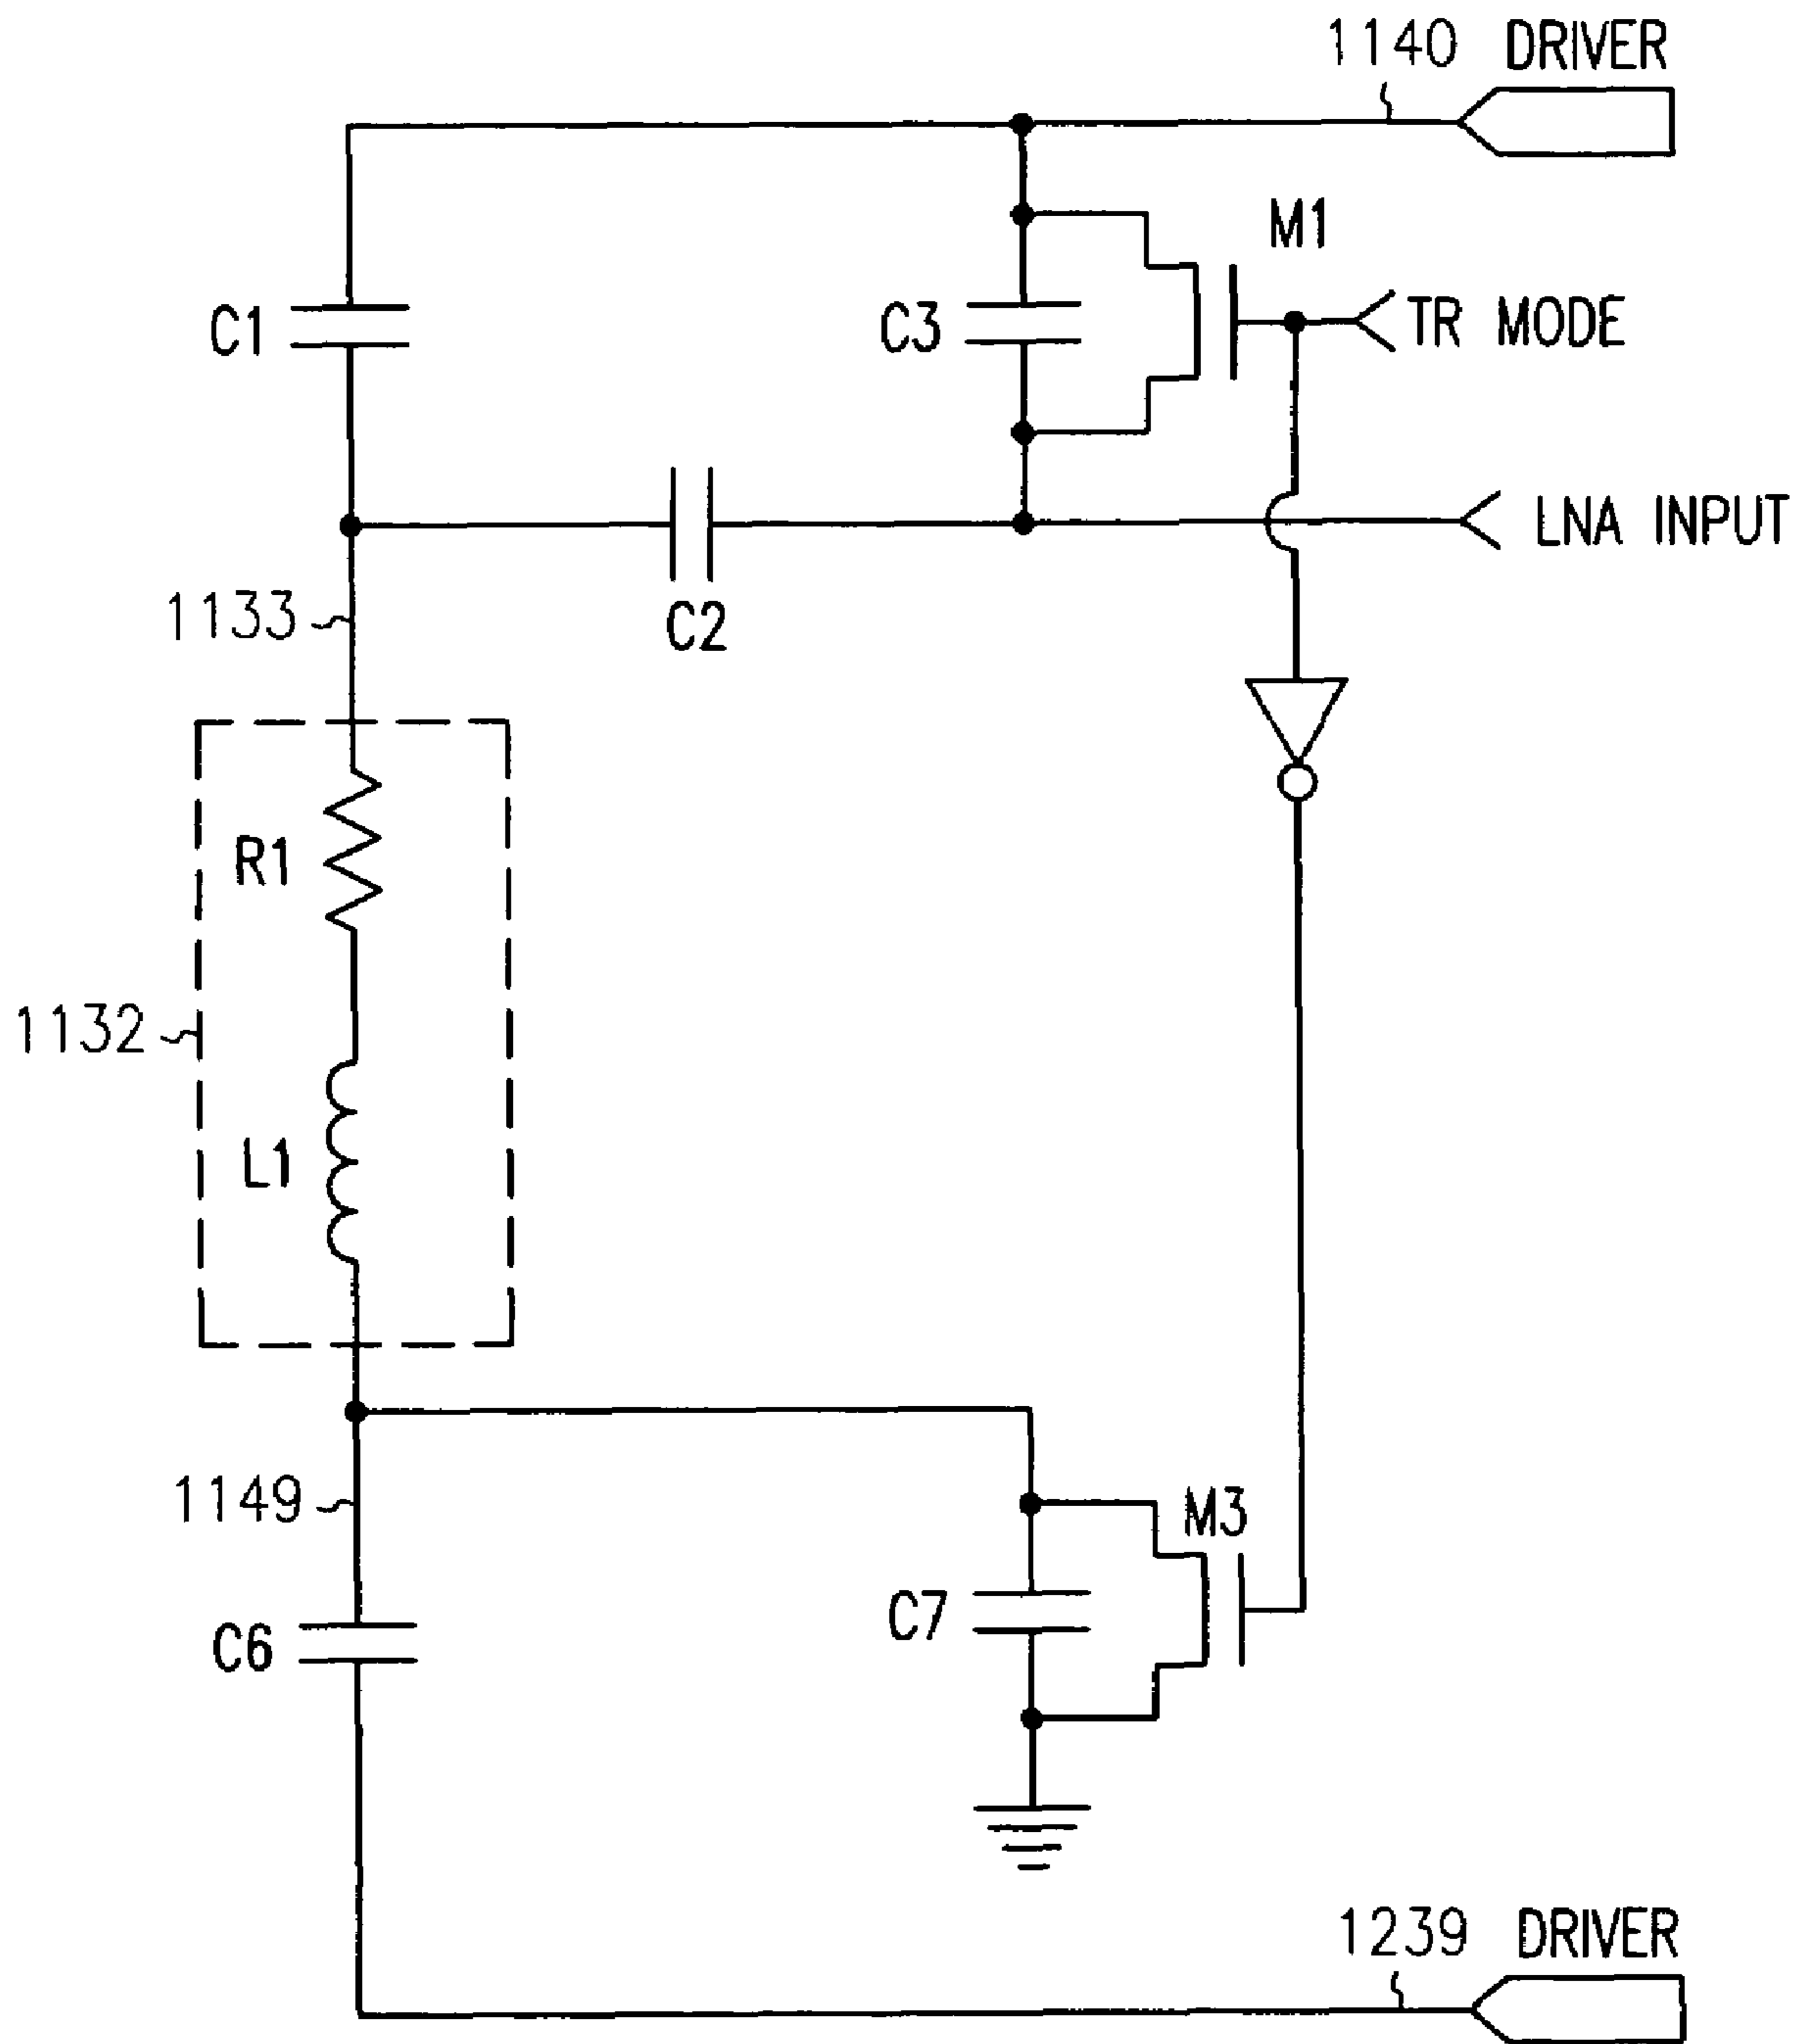 1140 DRIVER
M1
C1
C3
TR MODE
LNA INPUT
1133
C2
R1
1132
L1
1149
M3
C7
C6
1239 DRIVER